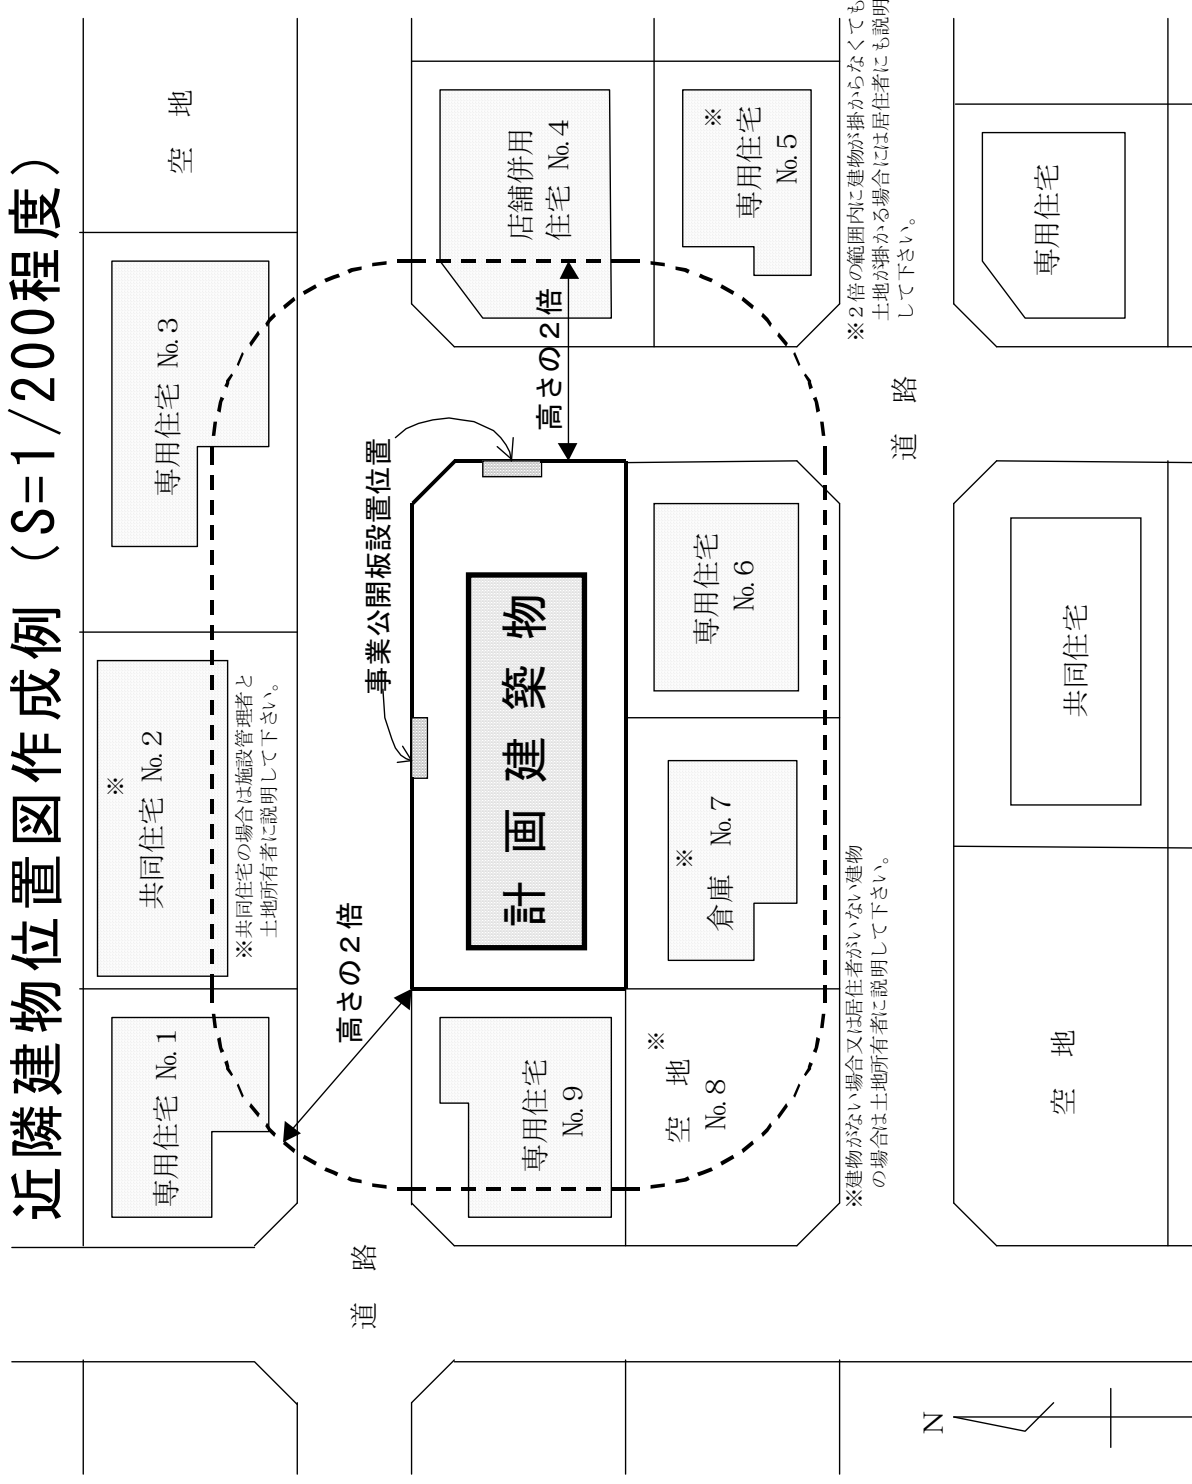 近隣建物位置図作成例（S=1/200程度）
専用住宅 No.1
※
共同住宅 No.2
※共同住宅の場合は施設管理者と
土地所有者に説明して下さい。
専用住宅 No.3
空　地
道　路
高さの２倍
事業公開板設置位置
計画建築物
高さの２倍
店舗併用
住宅 No.4
※
専用住宅
No.5
※２倍の範囲内に建物が掛からなくても
土地が掛かる場合には居住者にも説明
して下さい。
専用住宅
No.6
※
倉庫 No.7
※
空　地
No.8
専用住宅
No.9
※建物がない場合又は居住者がいない建物
の場合は土地所有者に説明して下さい。
道　路
N
空　地
共同住宅
専用住宅